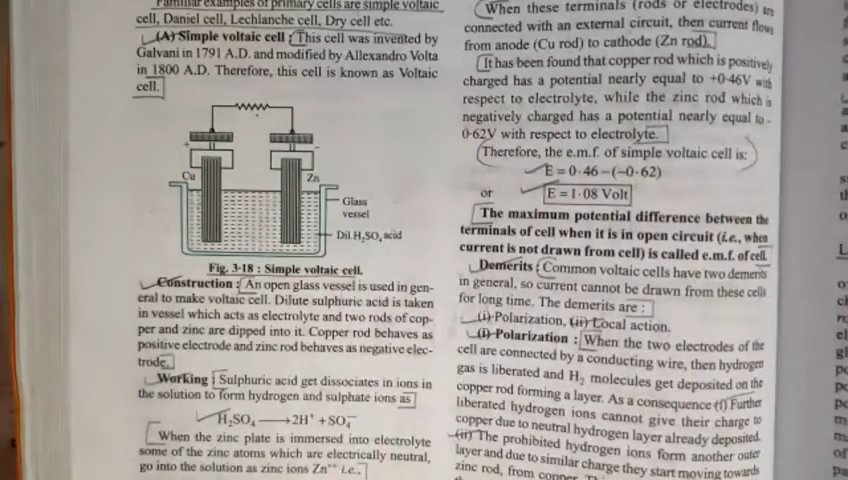 Familiar examples of primary cells are simple voltaic
cell, Daniel cell, Lechlanche cell, Dry cell etc.
(A) Simple voltaic cell : This cell was invented by
Galvani in 1791 A.D. and modified by Allexandro Volta
in 1800 A.D. Therefore, this cell is known as Voltaic
cell.
+
-
Cu
Zn
Glass
vessel
Dil.H₂SO₄ acid
Fig. 3·18 : Simple voltaic cell.
Construction : An open glass vessel is used in gen-
eral to make voltaic cell. Dilute sulphuric acid is taken
in vessel which acts as electrolyte and two rods of cop-
per and zinc are dipped into it. Copper rod behaves as
positive electrode and zinc rod behaves as negative elec-
trode.
Working : Sulphuric acid get dissociates in ions in
the solution to form hydrogen and sulphate ions as
H₂SO₄ ⟶ 2H⁺ + SO₄⁻⁻
When the zinc plate is immersed into electrolyte
some of the zinc atoms which are electrically neutral,
go into the solution as zinc ions Zn⁺⁺ i.e.,
When these terminals (rods or electrodes) are
connected with an external circuit, then current flows
from anode (Cu rod) to cathode (Zn rod).
It has been found that copper rod which is positively
charged has a potential nearly equal to +0·46V with
respect to electrolyte, while the zinc rod which is
negatively charged has a potential nearly equal to -
0·62V with respect to electrolyte.
Therefore, the e.m.f. of simple voltaic cell is:
E = 0·46 – (–0·62)
or
E = 1·08 Volt
The maximum potential difference between the
terminals of cell when it is in open circuit (i.e., when
current is not drawn from cell) is called e.m.f. of cell.
Demerits : Common voltaic cells have two demerits
in general, so current cannot be drawn from these cells
for long time. The demerits are :
(i) Polarization, (ii) Local action.
(i) Polarization : When the two electrodes of the
cell are connected by a conducting wire, then hydrogen
gas is liberated and H₂ molecules get deposited on the
copper rod forming a layer. As a consequence (i) Further
liberated hydrogen ions cannot give their charge to
copper due to neutral hydrogen layer already deposited.
(ii) The prohibited hydrogen ions form another outer
layer and due to similar charge they start moving towards
zinc rod, from copper.